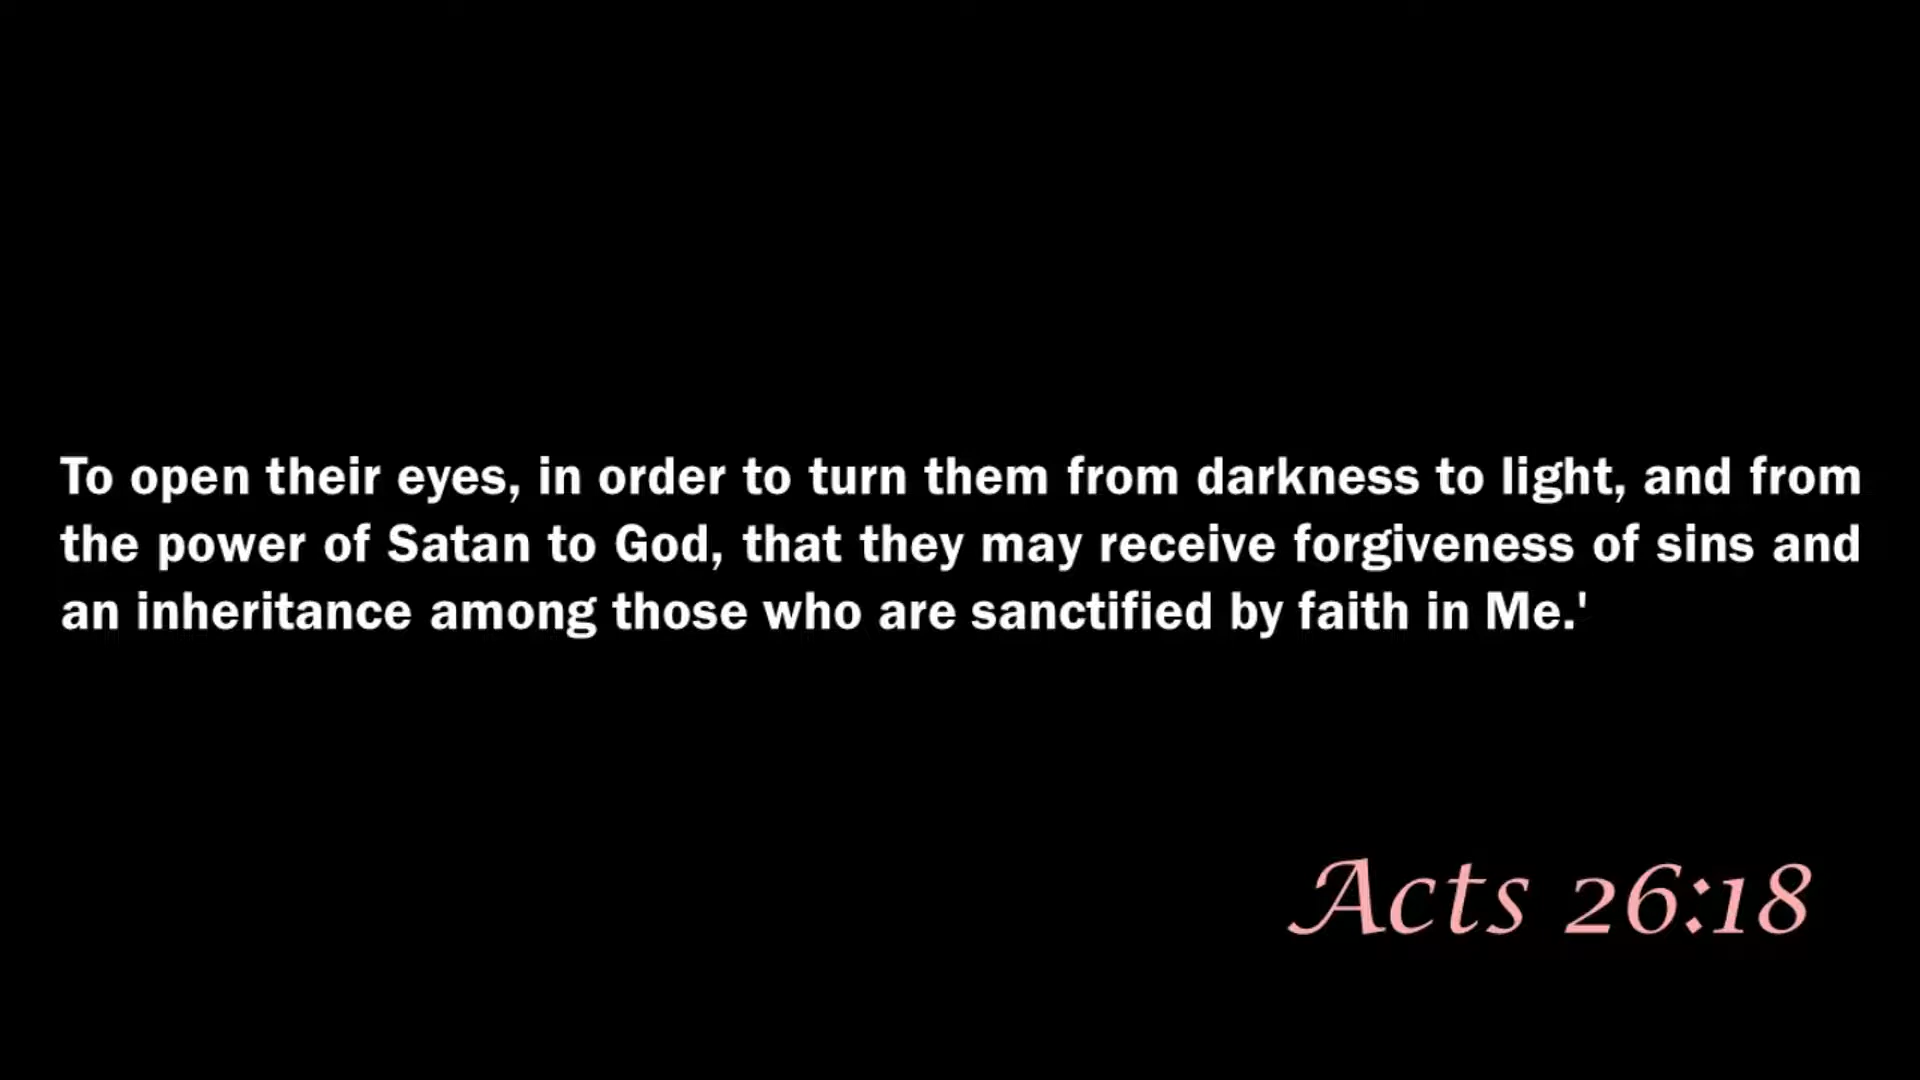 To open their eyes, in order to turn them from darkness to light, and from
the power of Satan to God, that they may receive forgiveness of sins and
an inheritance among those who are sanctified by faith in Me.'
Acts 26:18